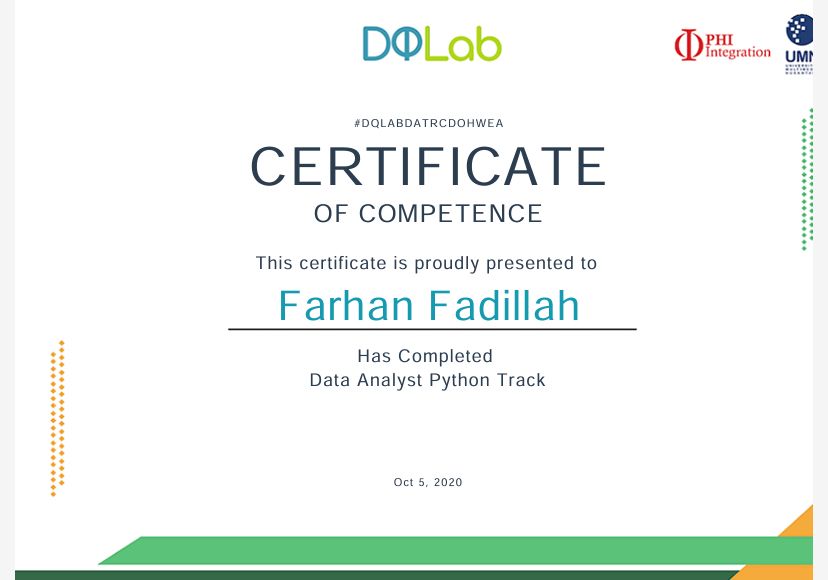 DQLab
PHI
Integration
UMN
#DQLABDATRCDOHWEA
CERTIFICATE
OF COMPETENCE
This certificate is proudly presented to
Farhan Fadillah
Has Completed
Data Analyst Python Track
Oct 5, 2020